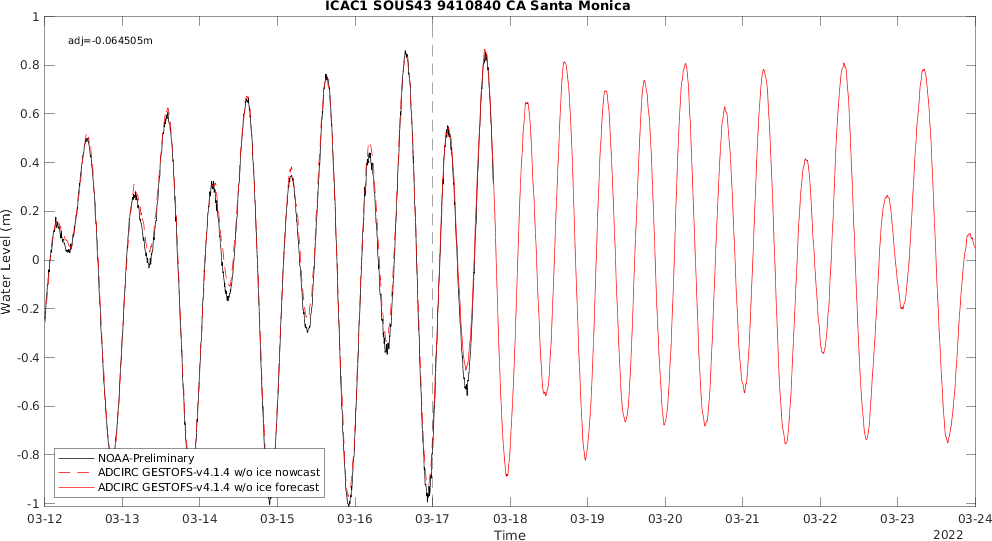 ICAC1 SOUS43 9410840 CA Santa Monica
adj=-0.064505m
1
0.8
0.6
0.4
0.2
0
-0.2
-0.4
-0.6
-0.8
-1
Water Level (m)
NOAA-Preliminary
ADCIRC GESTOFS-v4.1.4 w/o ice nowcast
ADCIRC GESTOFS-v4.1.4 w/o ice forecast
03-12 03-13 03-14 03-15 03-16 03-17 03-18 03-19 03-20 03-21 03-22 03-23 03-24
Time
2022